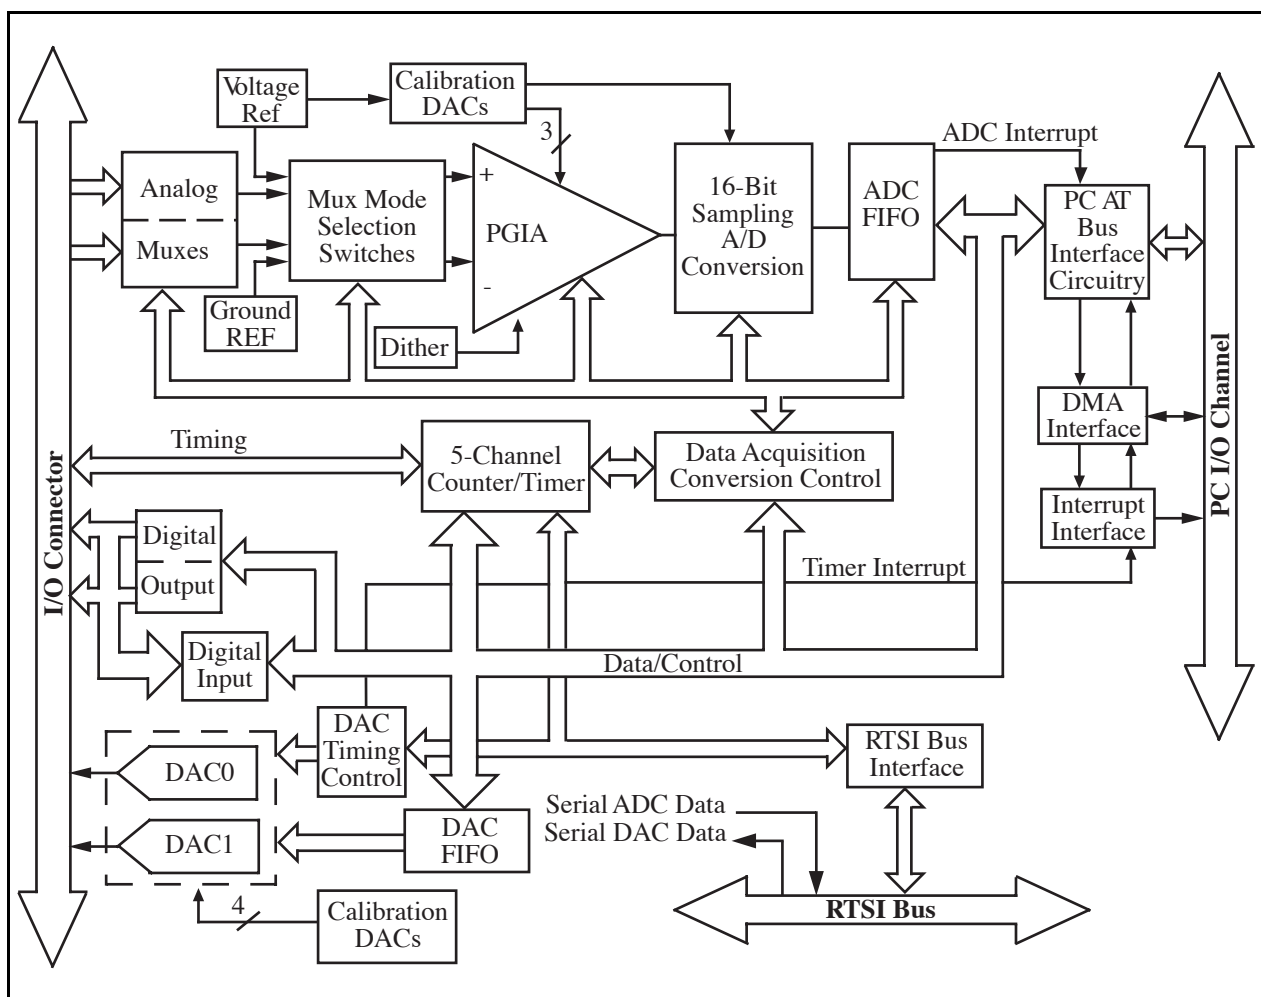 Voltage
Ref
Calibration
DACs
3
ADC Interrupt
Analog
Muxes
Mux Mode
Selection
Switches
+
PGIA
-
16-Bit
Sampling
A/D
Conversion
ADC
FIFO
PC AT
Bus
Interface
Circuitry
Ground
REF
Dither
DMA
Interface
PC I/O Channel
Timing
5-Channel
Counter/Timer
Data Acquisition
Conversion Control
Interrupt
Interface
I/O Connector
Digital
Output
Timer Interrupt
Digital
Input
Data/Control
DAC
Timing
Control
RTSI Bus
Interface
DAC0
DAC1
DAC
FIFO
Serial ADC Data
Serial DAC Data
4
Calibration
DACs
RTSI Bus